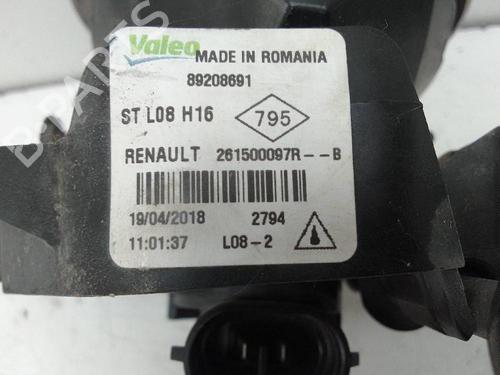 Valeo
MADE IN ROMANIA
89208691
ST L08 H16
795
RENAULT 261500097R--B
19/04/2018 2794
11:01:37 L08-2
B PARTS